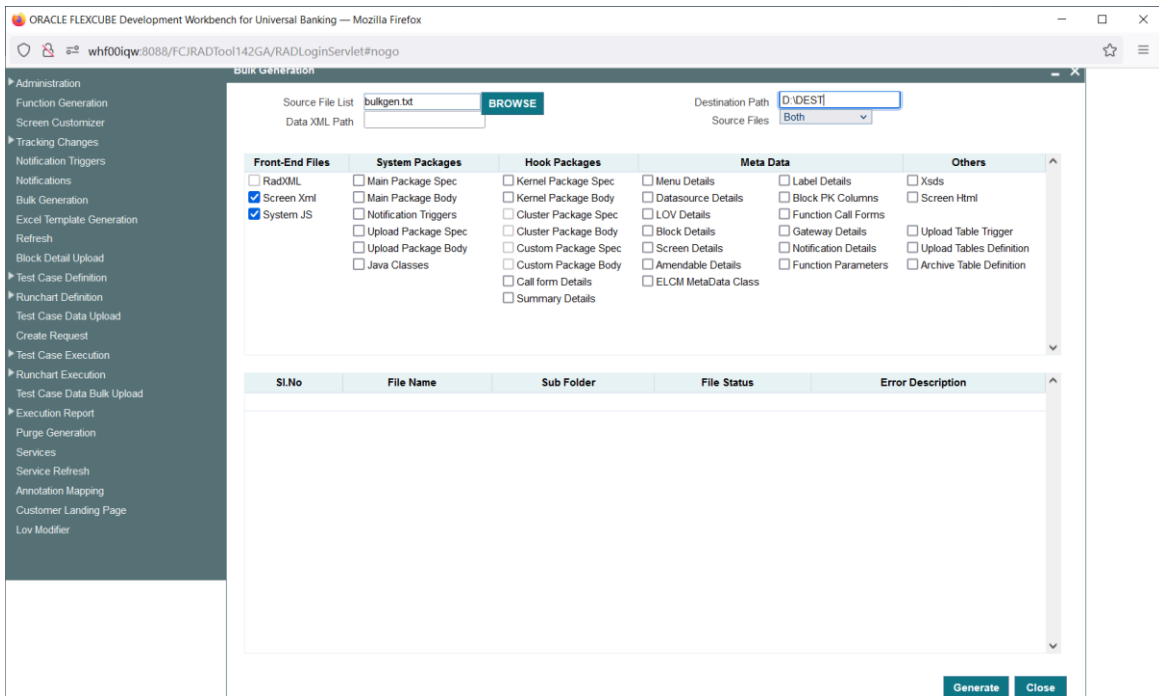 ORACLE FLEXCUBE Development Workbench for Universal Banking — Mozilla Firefox
whf00iqw:8088/FCJRADTool142GA/RADLoginServlet#nogo
Administration
Function Generation
Screen Customizer
Tracking Changes
Notification Triggers
Notifications
Bulk Generation
Excel Template Generation
Refresh
Block Detail Upload
Test Case Definition
Runchart Definition
Test Case Data Upload
Create Request
Test Case Execution
Runchart Execution
Test Case Data Bulk Upload
Execution Report
Purge Generation
Services
Service Refresh
Annotation Mapping
Customer Landing Page
Lov Modifier
Bulk Generation
Source File List bulkgen.txt BROWSE Destination Path D:\DEST
Data XML Path Source Files Both
Front-End Files System Packages Hook Packages Meta Data Others
RadXML Main Package Spec Kernel Package Spec Menu Details Label Details Xsds
Screen Xml Main Package Body Kernel Package Body Datasource Details Block PK Columns Screen Html
System JS Notification Triggers Cluster Package Spec LOV Details Function Call Forms
Upload Package Spec Cluster Package Body Block Details Gateway Details Upload Table Trigger
Upload Package Body Custom Package Spec Screen Details Notification Details Upload Tables Definition
Java Classes Custom Package Body Amendable Details Function Parameters Archive Table Definition
Call form Details ELCM MetaData Class
Summary Details
Sl.No File Name Sub Folder File Status Error Description
Generate Close